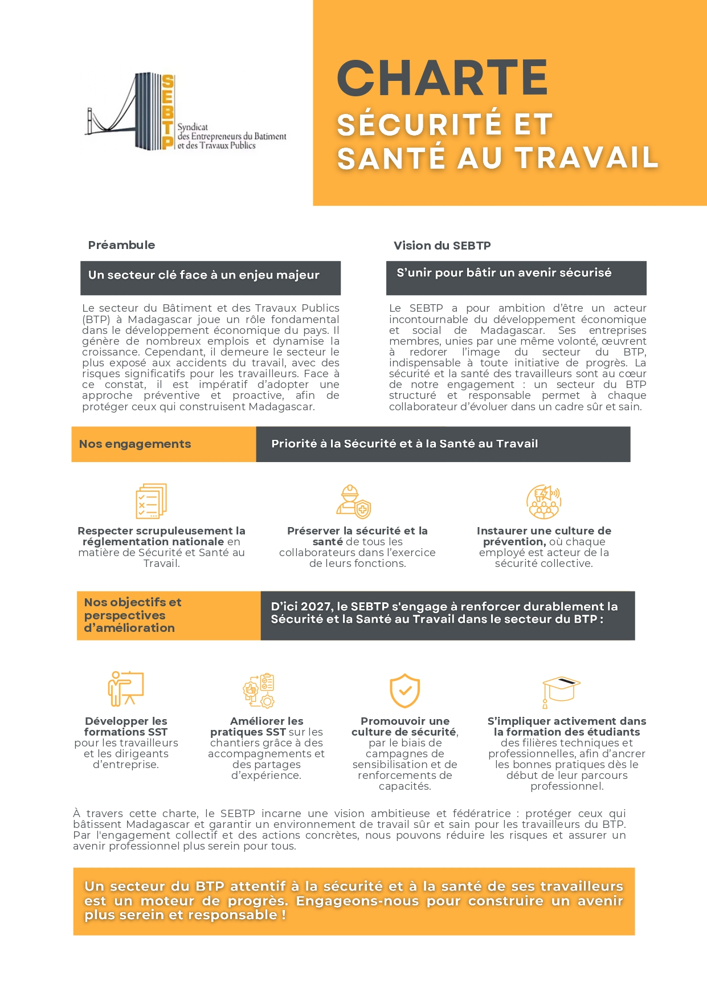 SEBTP
Syndicat
des Entrepreneurs du Batiment
et des Travaux Publics
CHARTE
SÉCURITÉ ET
SANTÉ AU TRAVAIL
Préambule
Un secteur clé face à un enjeu majeur
Le secteur du Bâtiment et des Travaux Publics
(BTP) à Madagascar joue un rôle fondamental
dans le développement économique du pays. Il
génère de nombreux emplois et dynamise la
croissance. Cependant, il demeure le secteur le
plus exposé aux accidents du travail, avec des
risques significatifs pour les travailleurs. Face à
ce constat, il est impératif d’adopter une
approche préventive et proactive, afin de
protéger ceux qui construisent Madagascar.
Vision du SEBTP
S’unir pour bâtir un avenir sécurisé
Le SEBTP a pour ambition d’être un acteur
incontournable du développement économique
et social de Madagascar. Ses entreprises
membres, unies par une même volonté, œuvrent
à redorer l’image du secteur du BTP,
indispensable à toute initiative de progrès. La
sécurité et la santé des travailleurs sont au cœur
de notre engagement : un secteur du BTP
structuré et responsable permet à chaque
collaborateur d’évoluer dans un cadre sûr et sain.
Nos engagements
Priorité à la Sécurité et à la Santé au Travail
Respecter scrupuleusement la
réglementation nationale en
matière de Sécurité et Santé au
Travail.
Préserver la sécurité et la
santé de tous les
collaborateurs dans l’exercice
de leurs fonctions.
Instaurer une culture de
prévention, où chaque
employé est acteur de la
sécurité collective.
Nos objectifs et
perspectives
d’amélioration
D’ici 2027, le SEBTP s'engage à renforcer durablement la
Sécurité et la Santé au Travail dans le secteur du BTP :
Développer les
formations SST
pour les travailleurs
et les dirigeants
d’entreprise.
Améliorer les
pratiques SST sur les
chantiers grâce à des
accompagnements et
des partages
d’expérience.
Promouvoir une
culture de sécurité,
par le biais de
campagnes de
sensibilisation et de
renforcements de
capacités.
S’impliquer activement dans
la formation des étudiants
des filières techniques et
professionnelles, afin d’ancrer
les bonnes pratiques dès le
début de leur parcours
professionnel.
À travers cette charte, le SEBTP incarne une vision ambitieuse et fédératrice : protéger ceux qui
bâtissent Madagascar et garantir un environnement de travail sûr et sain pour les travailleurs du BTP.
Par l'engagement collectif et des actions concrètes, nous pouvons réduire les risques et assurer un
avenir professionnel plus serein pour tous.
Un secteur du BTP attentif à la sécurité et à la santé de ses travailleurs
est un moteur de progrès. Engageons-nous pour construire un avenir
plus serein et responsable !